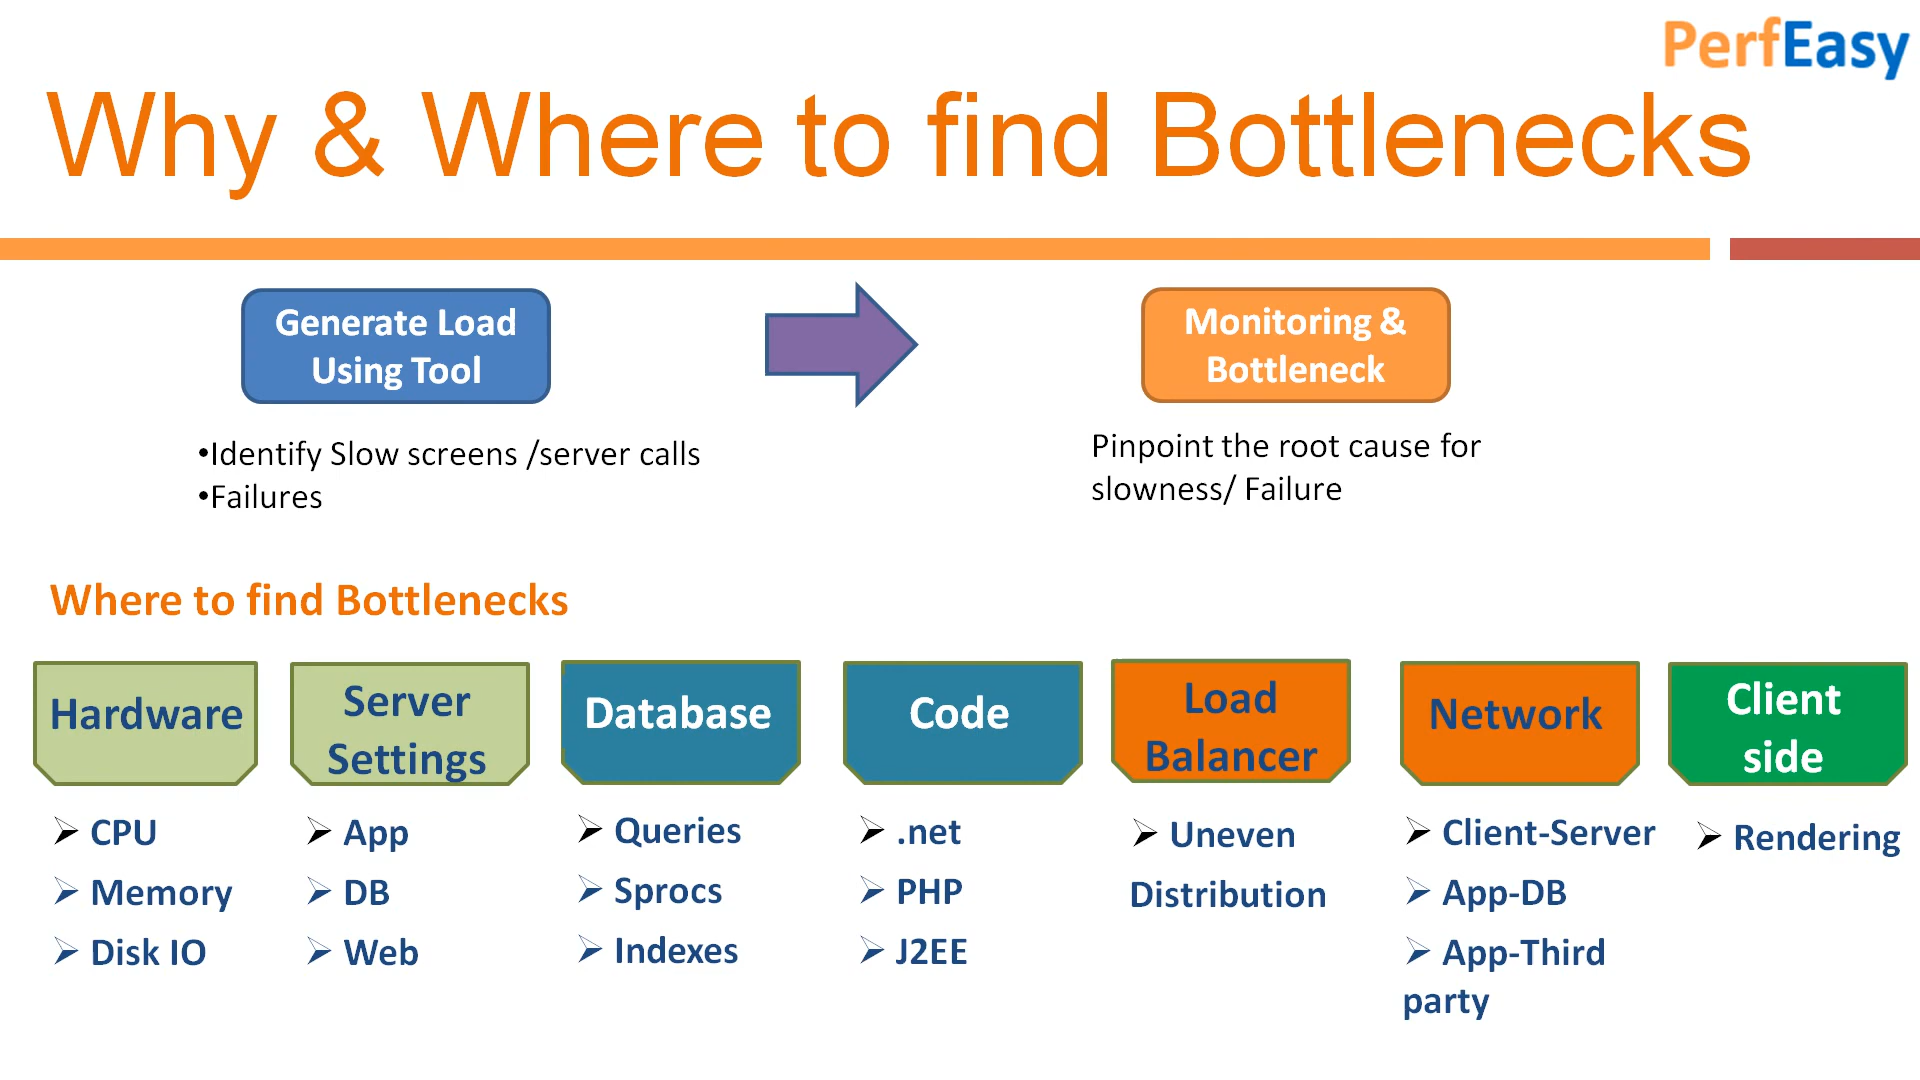 PerfEasy
Why & Where to find Bottlenecks
Generate Load
Using Tool
Monitoring &
Bottleneck
•Identify Slow screens /server calls
•Failures
Pinpoint the root cause for
slowness/ Failure
Where to find Bottlenecks
Hardware
➢ CPU
➢ Memory
➢ Disk IO
Server
Settings
➢ App
➢ DB
➢ Web
Database
➢ Queries
➢ Sprocs
➢ Indexes
Code
➢ .net
➢ PHP
➢ J2EE
Load
Balancer
➢ Uneven
Distribution
Network
➢ Client-Server
➢ App-DB
➢ App-Third
party
Client
side
➢ Rendering